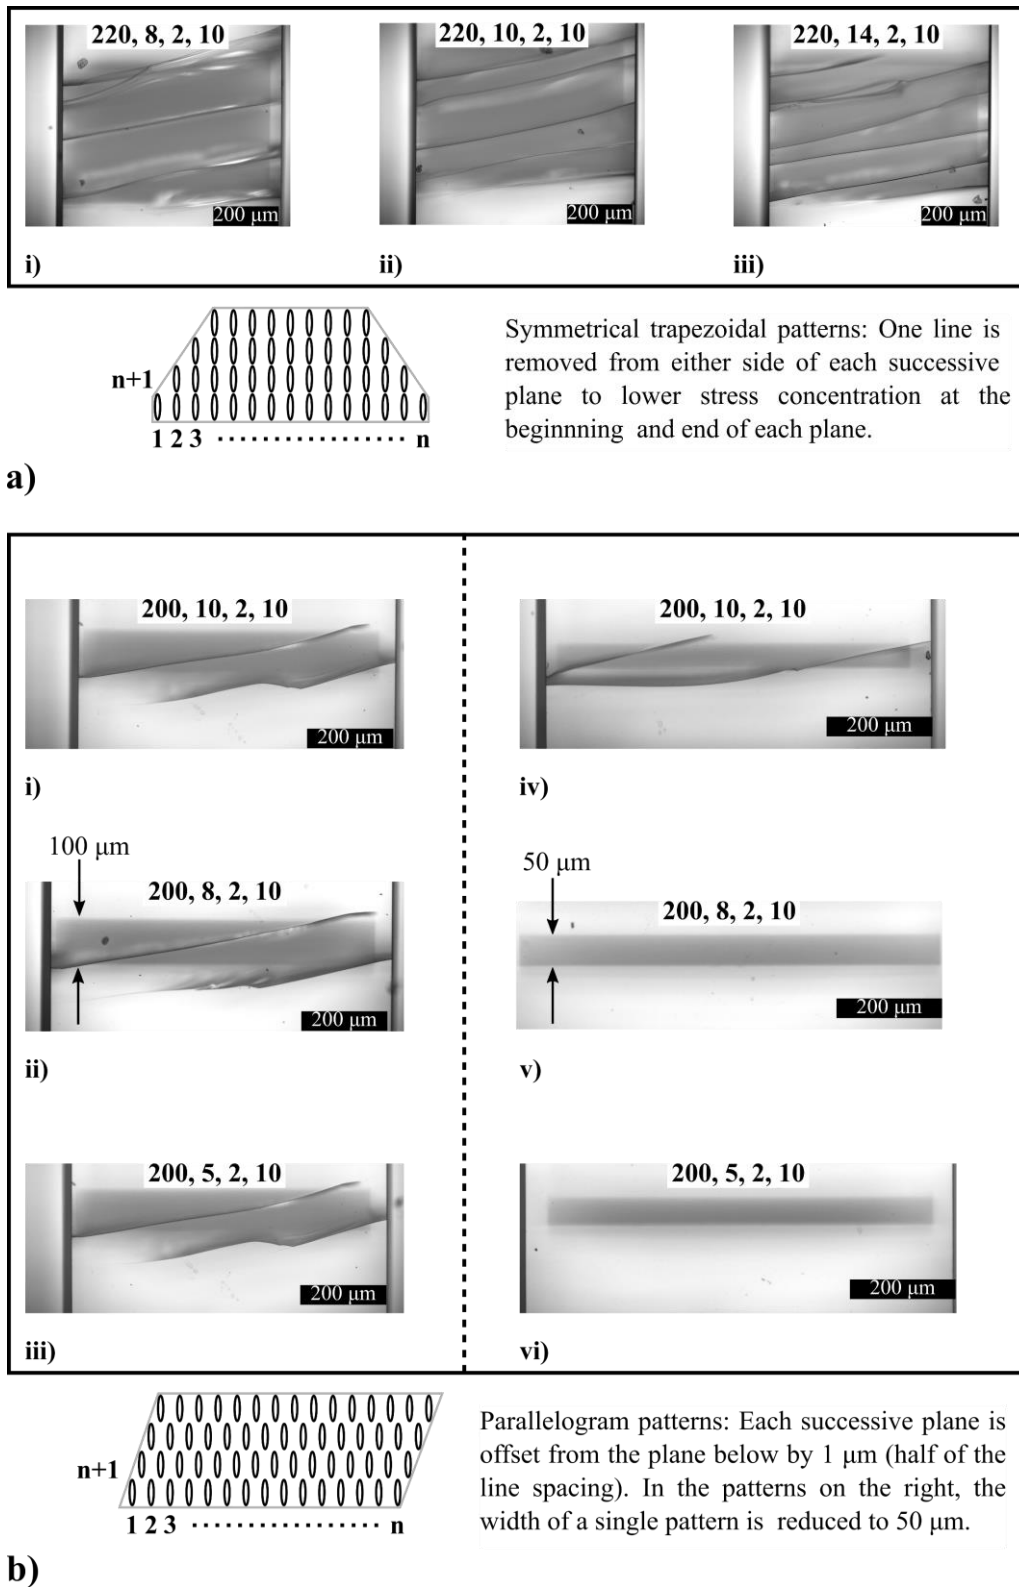 220, 8, 2, 10
220, 10, 2, 10
220, 14, 2, 10
200 µm
200 µm
200 µm
i)
ii)
iii)
n+1
1 2 3 ················ n
Symmetrical trapezoidal patterns: One line is
removed from either side of each successive
plane to lower stress concentration at the
beginnning and end of each plane.
a)
200, 10, 2, 10
200 µm
i)
100 µm
200, 8, 2, 10
200 µm
ii)
200, 5, 2, 10
200 µm
iii)
200, 10, 2, 10
200 µm
iv)
50 µm
200, 8, 2, 10
200 µm
v)
200, 5, 2, 10
200 µm
vi)
n+1
1 2 3 ··················· n
Parallelogram patterns: Each successive plane is
offset from the plane below by 1 µm (half of the
line spacing). In the patterns on the right, the
width of a single pattern is reduced to 50 µm.
b)